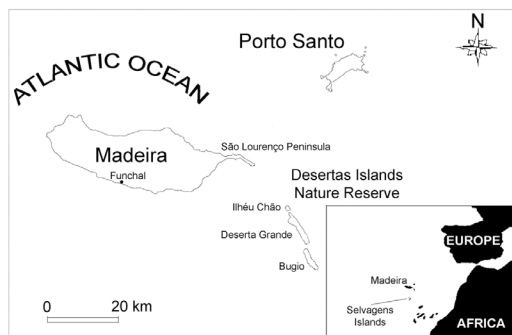 N
Porto Santo
ATLANTIC OCEAN
São Lourenço Peninsula
Madeira
Funchal
Desertas Islands
Nature Reserve
Ilhéu Chão
Deserta Grande
Bugio
0 20 km
EUROPE
Madeira
Selvagens
Islands
AFRICA